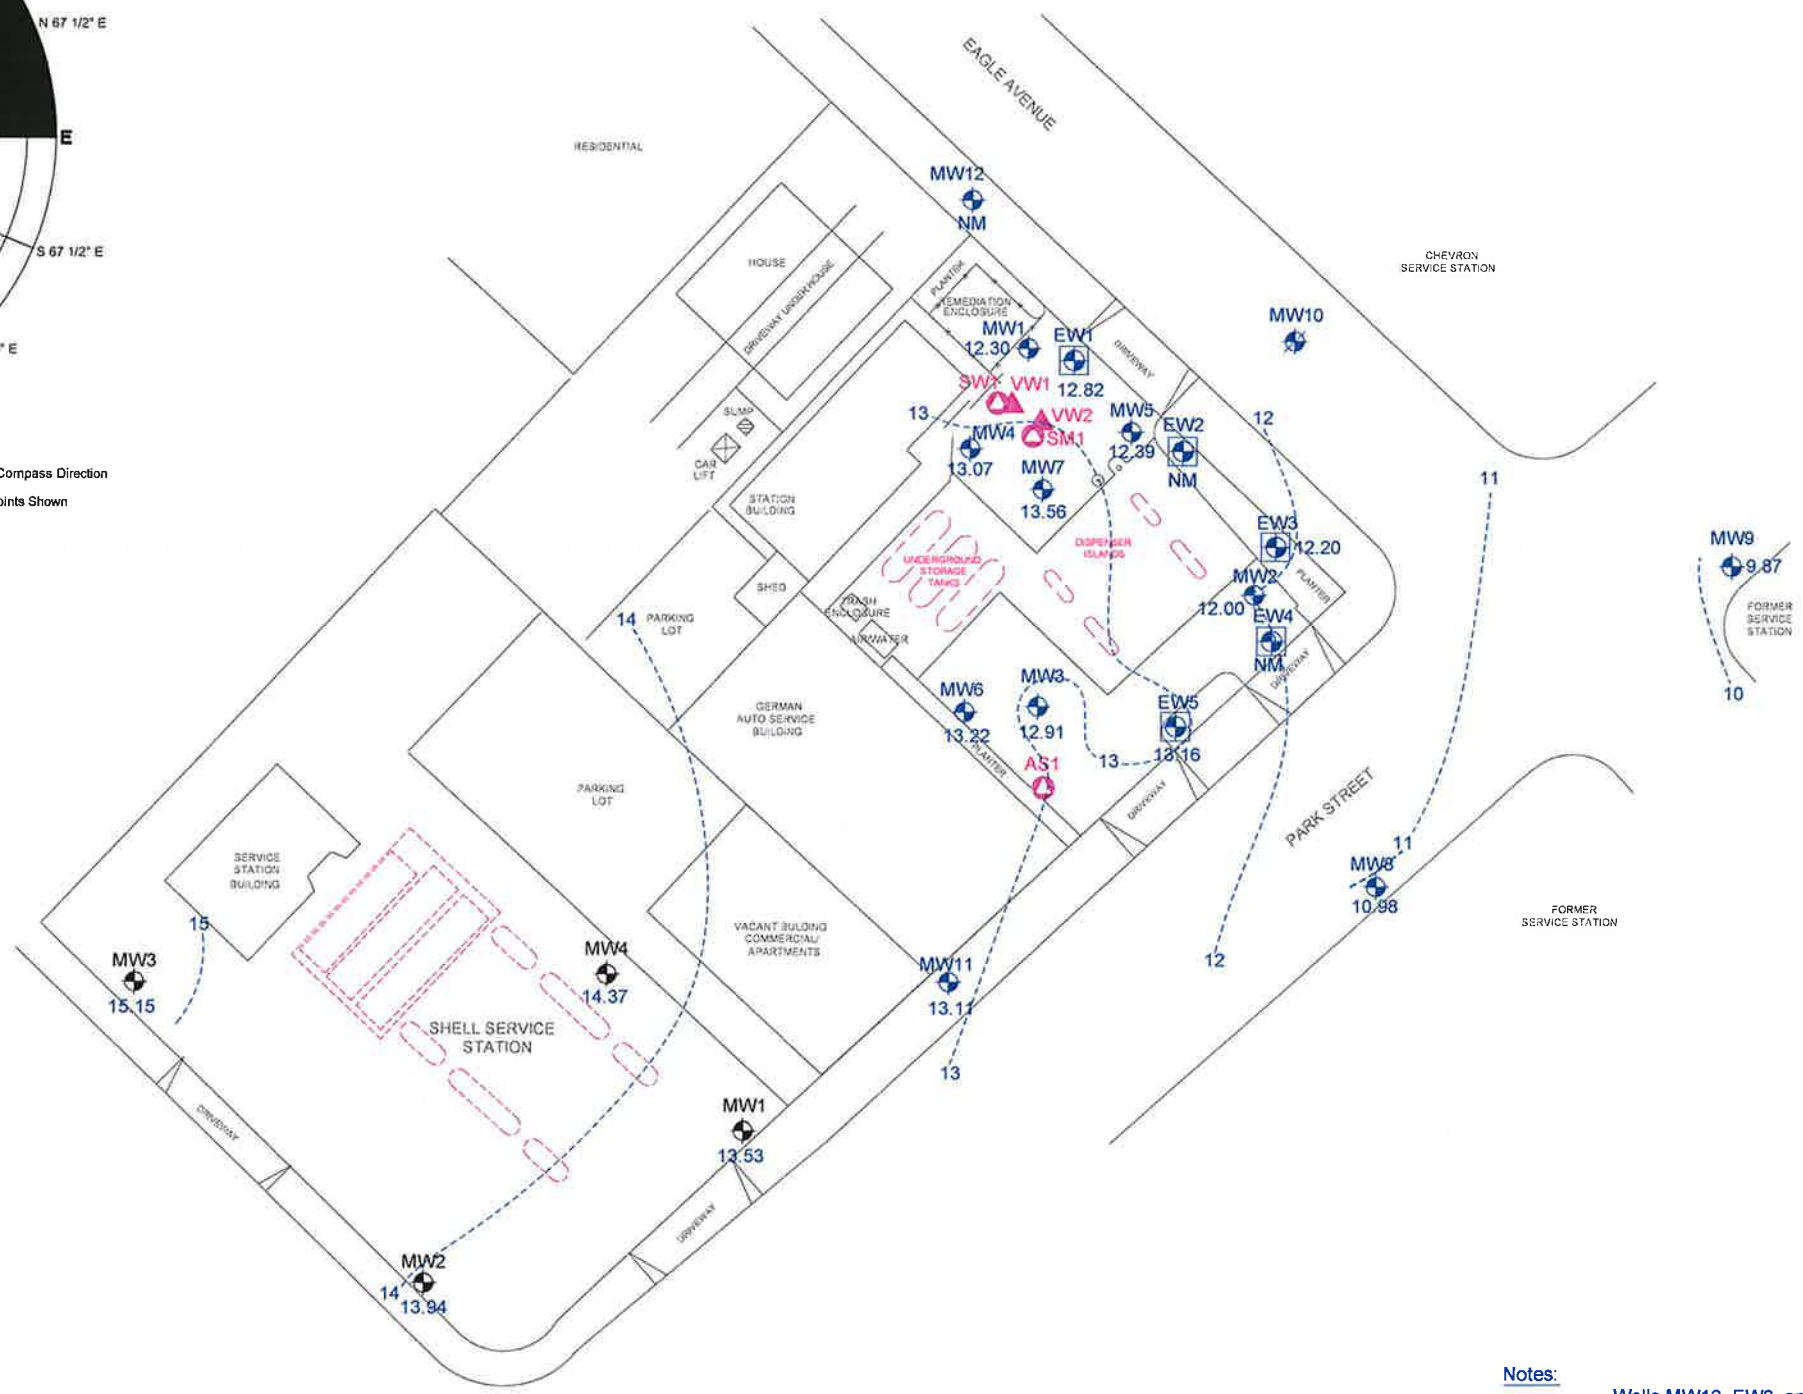 N 67 1/2° E
E
S 67 1/2° E
° E
Compass Direction
oints Shown
EAGLE AVENUE
RESIDENTIAL
MW12
NM
CHEVRON
SERVICE STATION
HOUSE
DRIVEWAY UNDER HOUSE
PLANTER
REMEDIATION
ENCLOSURE
MW1
12.30
EW1
12.82
DRIVEWAY
MW10
SW1
VW1
VW2
SM1
13
MW4
13.07
MW5
12.39
EW2
NM
12
SUMP
CAR
LIFT
MW7
13.56
11
STATION
BUILDING
DISPENSER
ISLANDS
EW3
12.20
MW9
9.87
UNDERGROUND
STORAGE
TANKS
MW2
12.00
PLANTER
SHED
TRASH
ENCLOSURE
AIR/WATER
EW4
NM
DRIVEWAY
FORMER
SERVICE
STATION
14
PARKING
LOT
MW6
13.22
MW3
12.91
EW5
13.16
10
GERMAN
AUTO SERVICE
BUILDING
PLANTER
AS1
13
DRIVEWAY
PARKING
LOT
PARK STREET
11
MW8
10.98
SERVICE
STATION
BUILDING
15
FORMER
SERVICE STATION
VACANT BULDING
COMMERCIAL/
APARTMENTS
MW3
15.15
MW4
14.37
MW11
13.11
12
SHELL SERVICE
STATION
13
DRIVEWAY
MW1
13.53
DRIVEWAY
MW2
14
13.94
Notes: